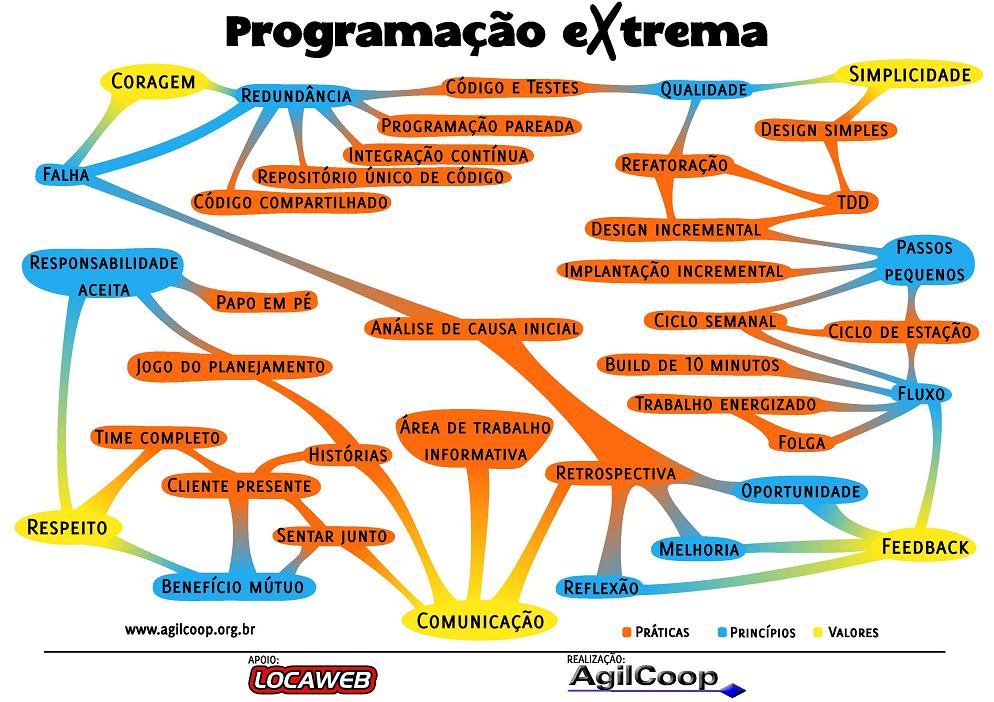 Programação eXtrema
CORAGEM
REDUNDÂNCIA
CÓDIGO E TESTES
QUALIDADE
SIMPLICIDADE
PROGRAMAÇÃO PAREADA
DESIGN SIMPLES
INTEGRAÇÃO CONTÍNUA
REFATORAÇÃO
FALHA
REPOSITÓRIO ÚNICO DE CÓDIGO
CÓDIGO COMPARTILHADO
TDD
DESIGN INCREMENTAL
PASSOS
PEQUENOS
RESPONSABILIDADE
ACEITA
IMPLANTAÇÃO INCREMENTAL
PAPO EM PÉ
ANÁLISE DE CAUSA INICIAL
CICLO SEMANAL
CICLO DE ESTAÇÃO
JOGO DO PLANEJAMENTO
BUILD DE 10 MINUTOS
FLUXO
TRABALHO ENERGIZADO
FOLGA
TIME COMPLETO
ÁREA DE TRABALHO
INFORMATIVA
HISTÓRIAS
CLIENTE PRESENTE
RETROSPECTIVA
OPORTUNIDADE
RESPEITO
SENTAR JUNTO
MELHORIA
FEEDBACK
BENEFÍCIO MÚTUO
REFLEXÃO
COMUNICAÇÃO
www.agilcoop.org.br
PRÁTICAS
PRINCÍPIOS
VALORES
APOIO:
LOCAWEB
REALIZAÇÃO:
AgilCoop